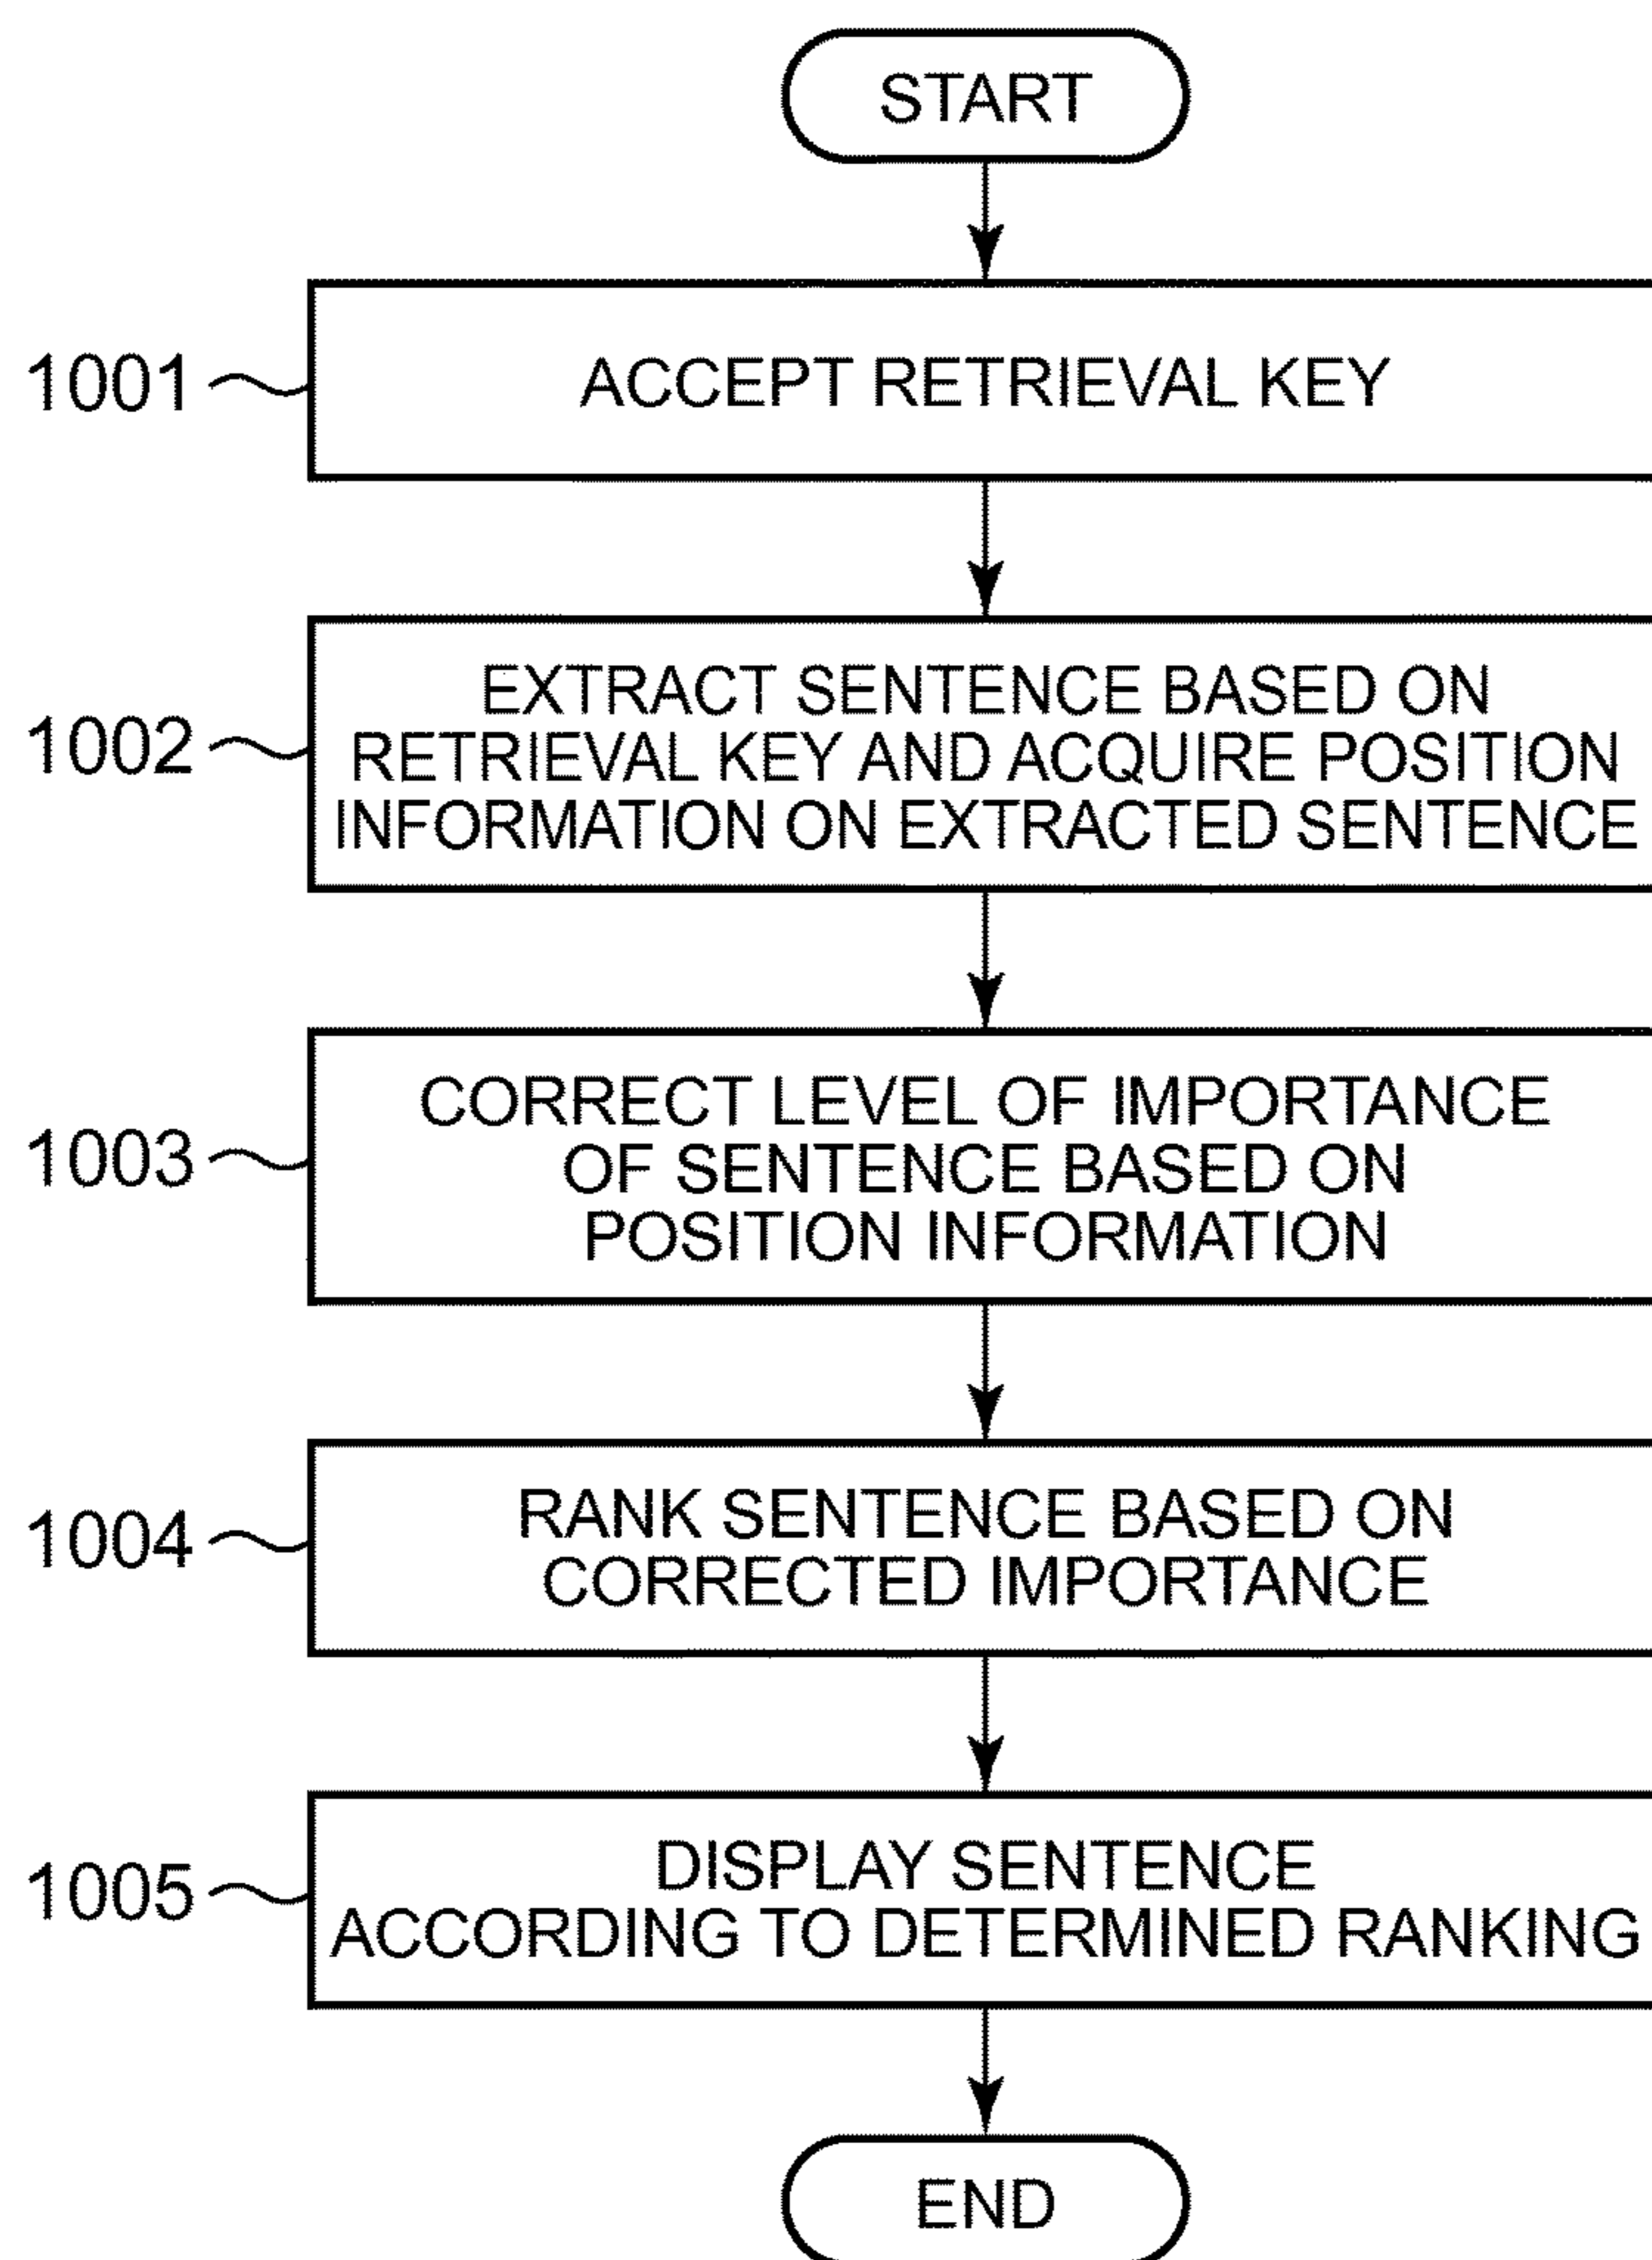 START
1001
ACCEPT RETRIEVAL KEY
1002
EXTRACT SENTENCE BASED ON
RETRIEVAL KEY AND ACQUIRE POSITION
INFORMATION ON EXTRACTED SENTENCE
1003
CORRECT LEVEL OF IMPORTANCE
OF SENTENCE BASED ON
POSITION INFORMATION
1004
RANK SENTENCE BASED ON
CORRECTED IMPORTANCE
1005
DISPLAY SENTENCE
ACCORDING TO DETERMINED RANKING
END